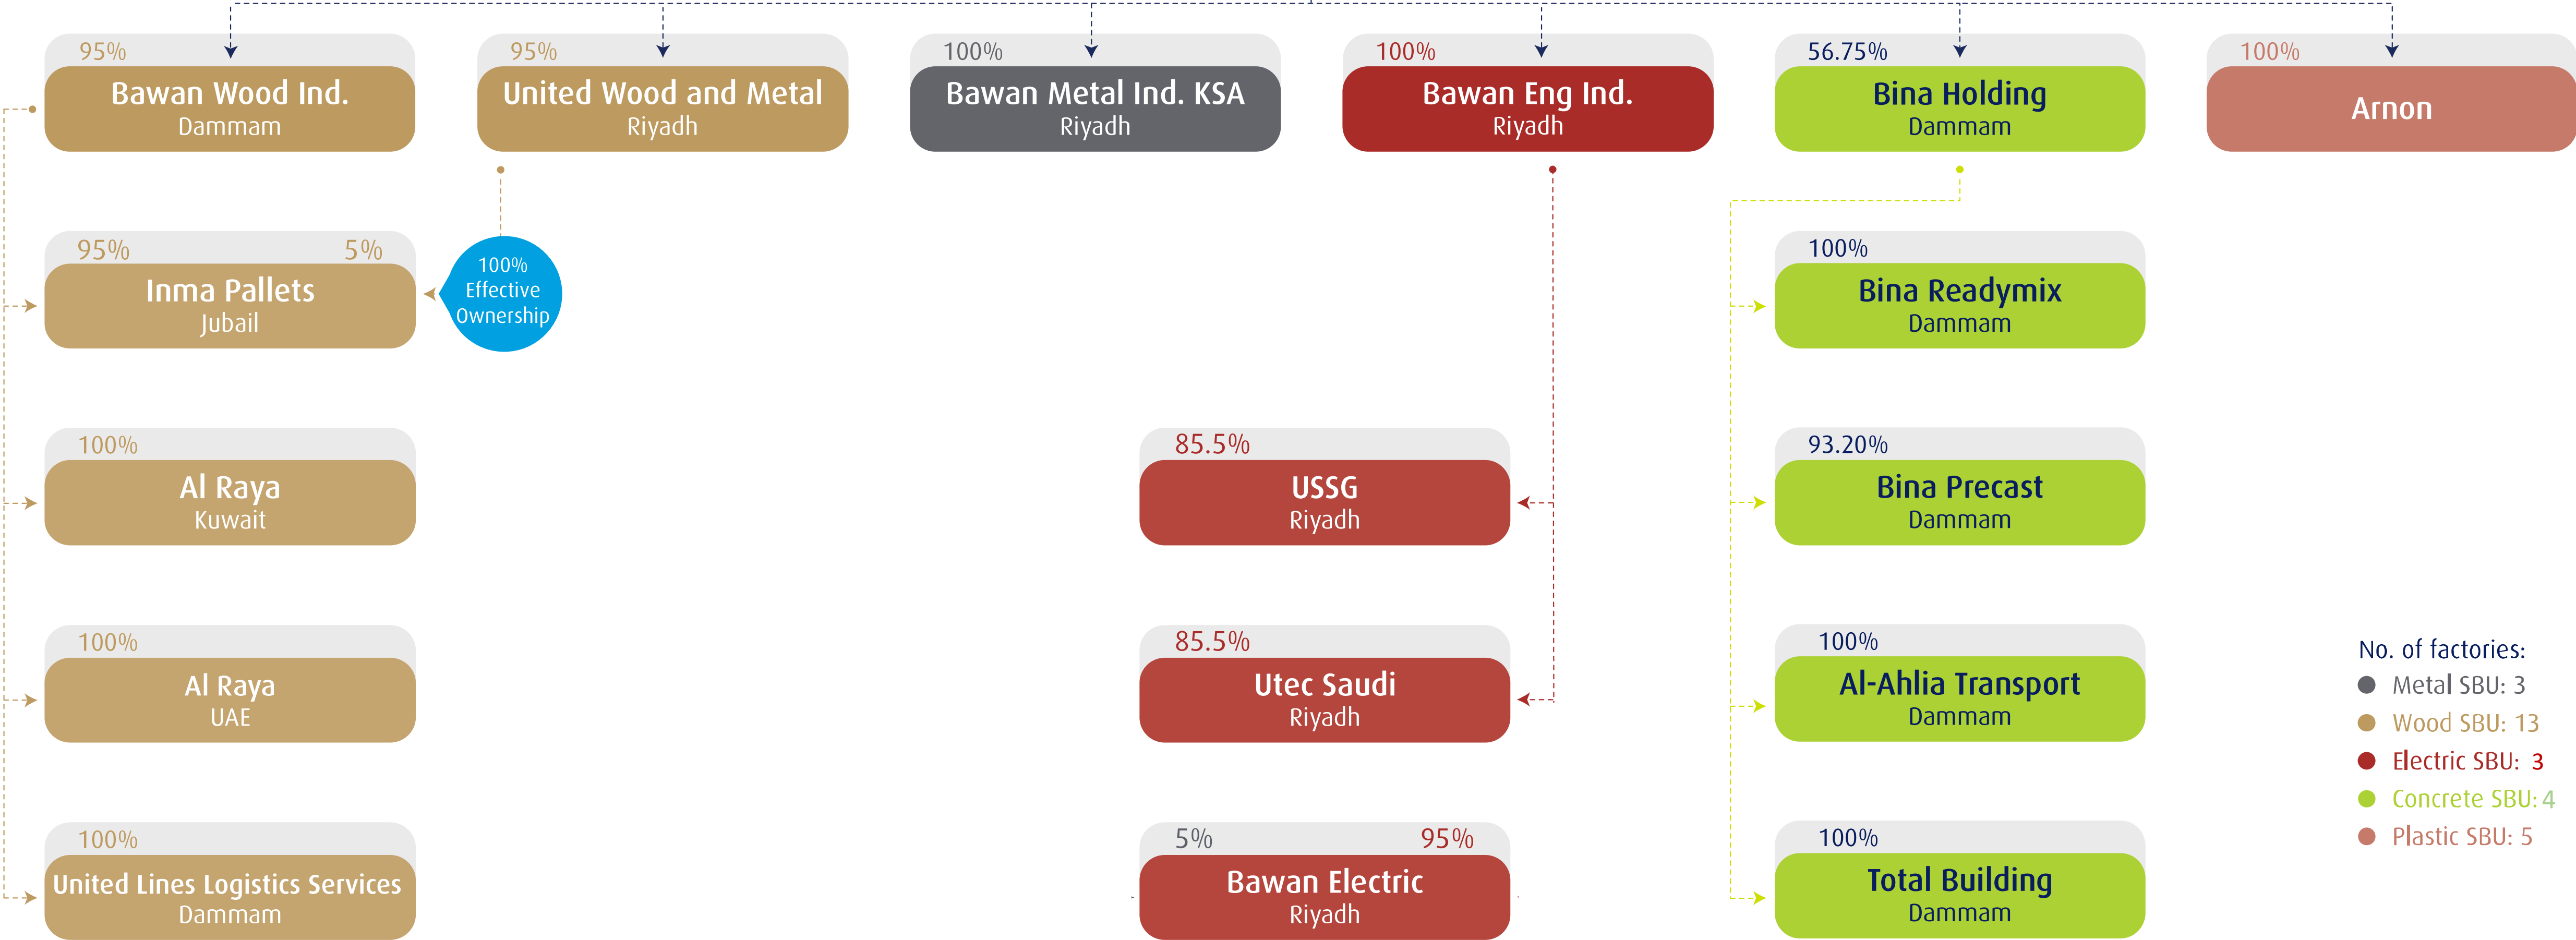 95%
Bawan Wood Ind.
Dammam
95%
United Wood and Metal
Riyadh
100%
Bawan Metal Ind. KSA
Riyadh
100%
Bawan Eng Ind.
Riyadh
56.75%
Bina Holding
Dammam
100%
Arnon
95% 5%
Inma Pallets
Jubail
100%
Effective
Ownership
100%
Bina Readymix
Dammam
100%
Al Raya
Kuwait
85.5%
USSG
Riyadh
93.20%
Bina Precast
Dammam
100%
Al Raya
UAE
85.5%
Utec Saudi
Riyadh
100%
Al-Ahlia Transport
Dammam
100%
United Lines Logistics Services
Dammam
5% 95%
Bawan Electric
Riyadh
100%
Total Building
Dammam
No. of factories:
Metal SBU: 3
Wood SBU: 13
Electric SBU: 3
Concrete SBU: 4
Plastic SBU: 5